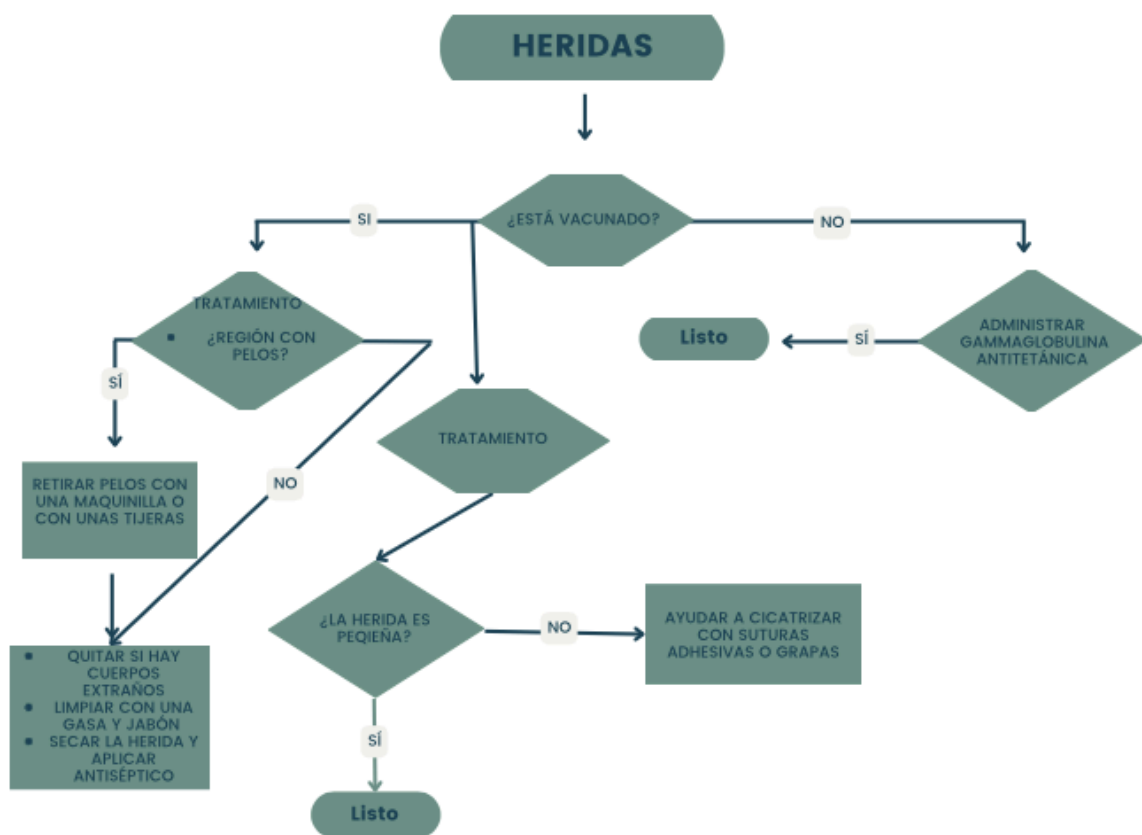 HERIDAS
¿ESTÁ VACUNADO?
SI
NO
TRATAMIENTO
▪ ¿REGIÓN CON
PELOS?
Listo
SÍ
ADMINISTRAR
GAMMAGLOBULINA
ANTITETÁNICA
SÍ
TRATAMIENTO
RETIRAR PELOS CON
UNA MAQUINILLA O
CON UNAS TIJERAS
NO
¿LA HERIDA ES
PEQIEÑA?
NO
AYUDAR A CICATRIZAR
CON SUTURAS
ADHESIVAS O GRAPAS
• QUITAR SI HAY
CUERPOS
EXTRAÑOS
• LIMPIAR CON UNA
GASA Y JABÓN
• SECAR LA HERIDA Y
APLICAR
ANTISÉPTICO
SÍ
Listo